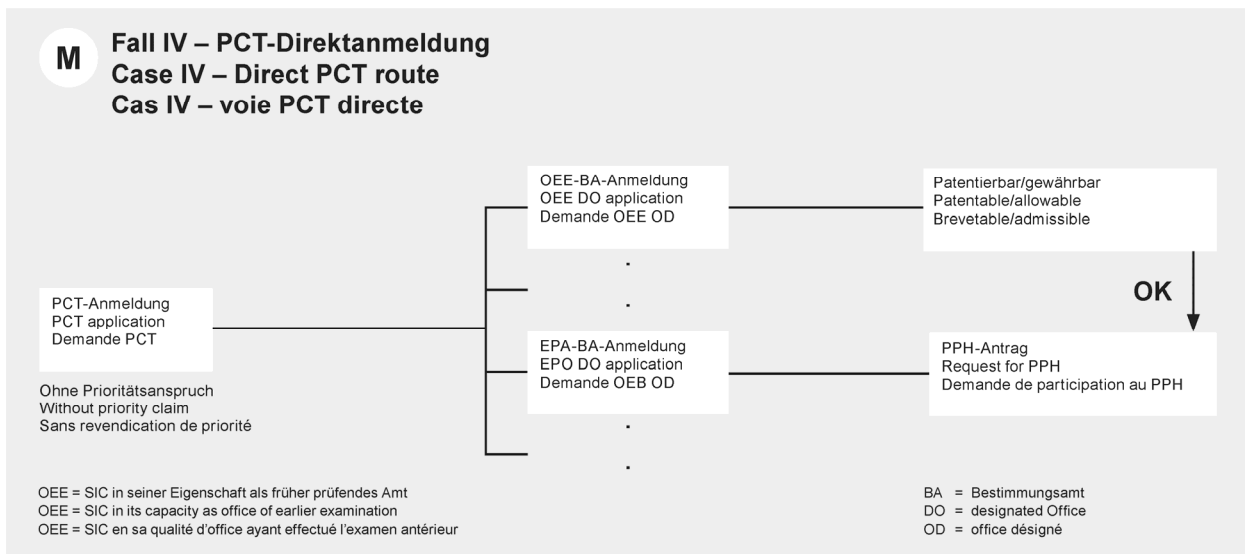 M
Fall IV – PCT-Direktanmeldung
Case IV – Direct PCT route
Cas IV – voie PCT directe
OEE-BA-Anmeldung
OEE DO application
Demande OEE OD
Patentierbar/gewährbar
Patentable/allowable
Brevetable/admissible
OK
PCT-Anmeldung
PCT application
Demande PCT
EPA-BA-Anmeldung
EPO DO application
Demande OEB OD
PPH-Antrag
Request for PPH
Demande de participation au PPH
Ohne Prioritätsanspruch
Without priority claim
Sans revendication de priorité
OEE = SIC in seiner Eigenschaft als früher prüfendes Amt
OEE = SIC in its capacity as office of earlier examination
OEE = SIC en sa qualité d'office ayant effectué l'examen antérieur
BA = Bestimmungsamt
DO = designated Office
OD = office désigné